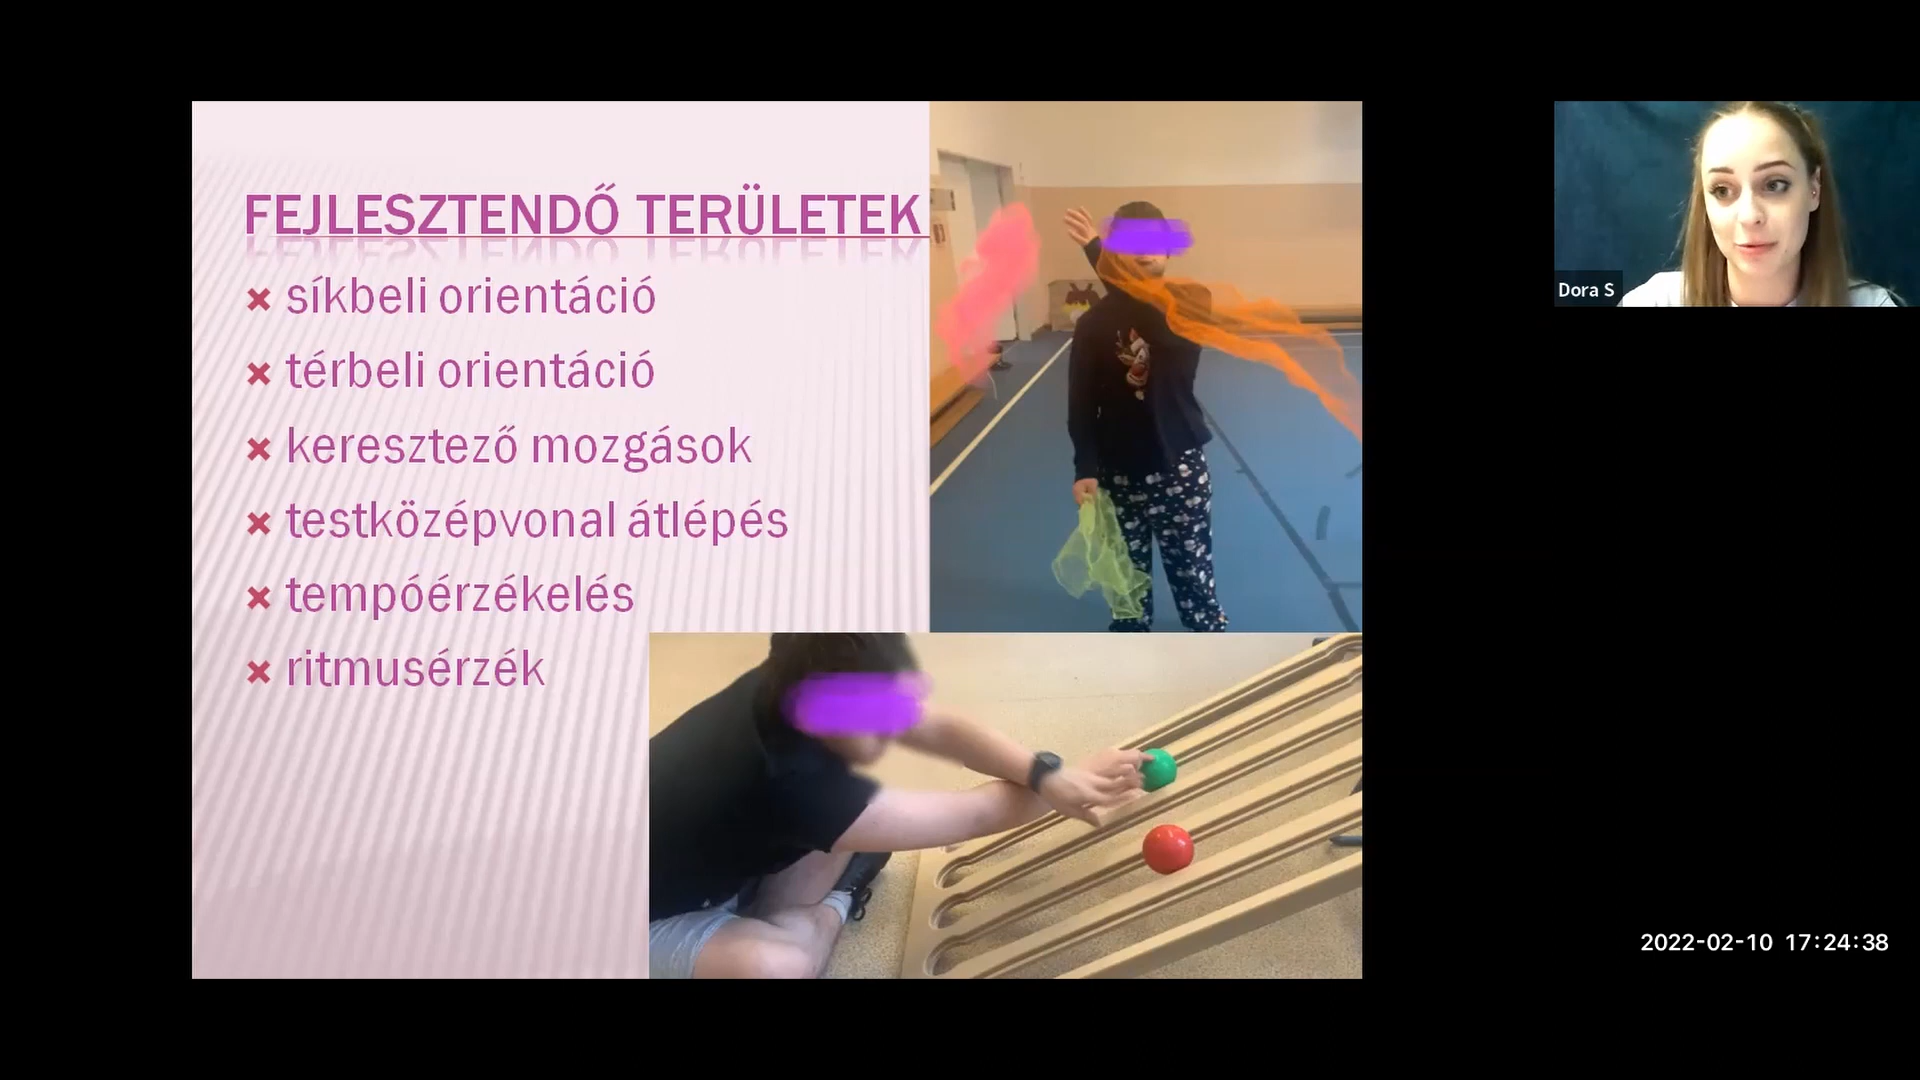 FEJLESZTENDŐ TERÜLETEK
síkbeli orientáció
térbeli orientáció
keresztező mozgások
testközépvonal átlépés
tempóérzékelés
ritmusérzék
Dora S
2022-02-10 17:24:38